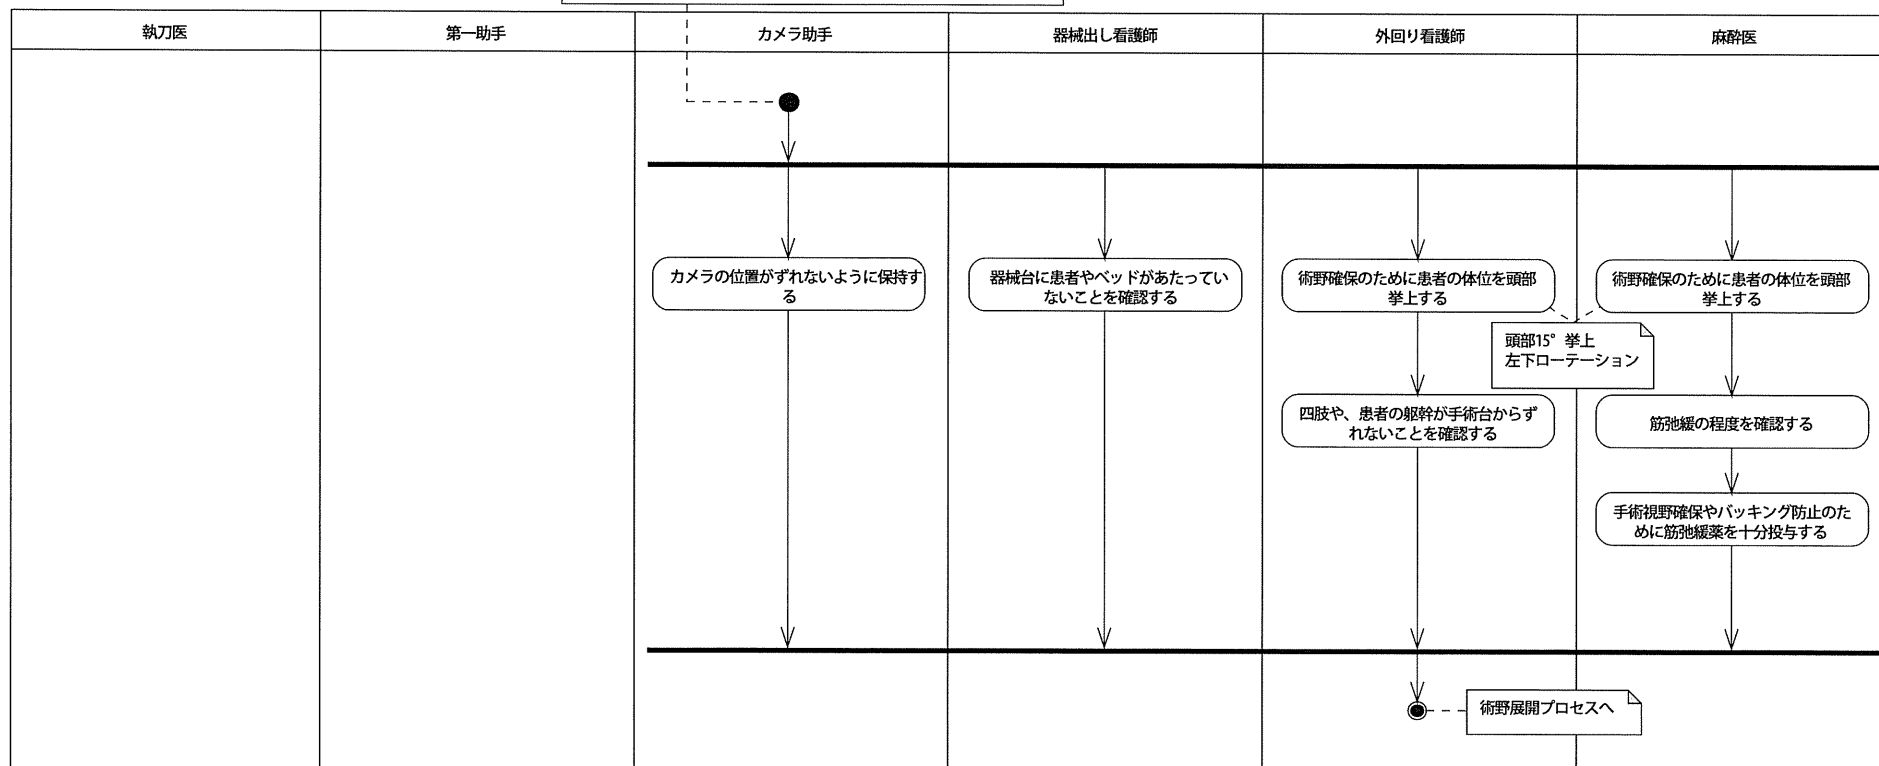 執刀医
第一助手
カメラ助手
器械出し看護師
外回り看護師
麻酔医
カメラの位置がずれないように保持す
る
器械台に患者やベッドがあたってい
ないことを確認する
術野確保のために患者の体位を頭部
挙上する
術野確保のために患者の体位を頭部
挙上する
頭部15°挙上
左下ローテーション
四肢や、患者の躯幹が手術台からず
れないことを確認する
筋弛緩の程度を確認する
手術視野確保やバッキング防止のた
めに筋弛緩薬を十分投与する
術野展開プロセスへ